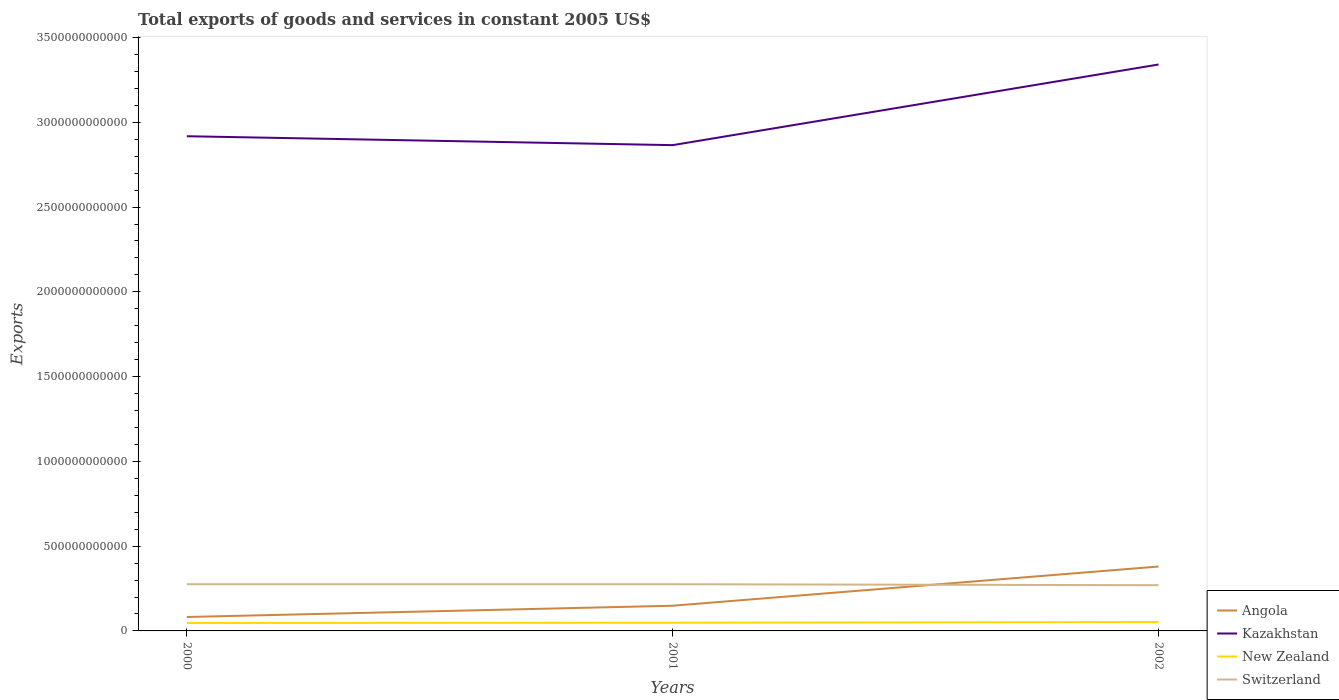 Total exports of goods and services in constant 2005 US$
3500000000000
3000000000000
2500000000000
2000000000000
1500000000000
1000000000000
500000000000
0
Exports
2000
2001
2002
Years
Angola
Kazakhstan
New Zealand
Switzerland